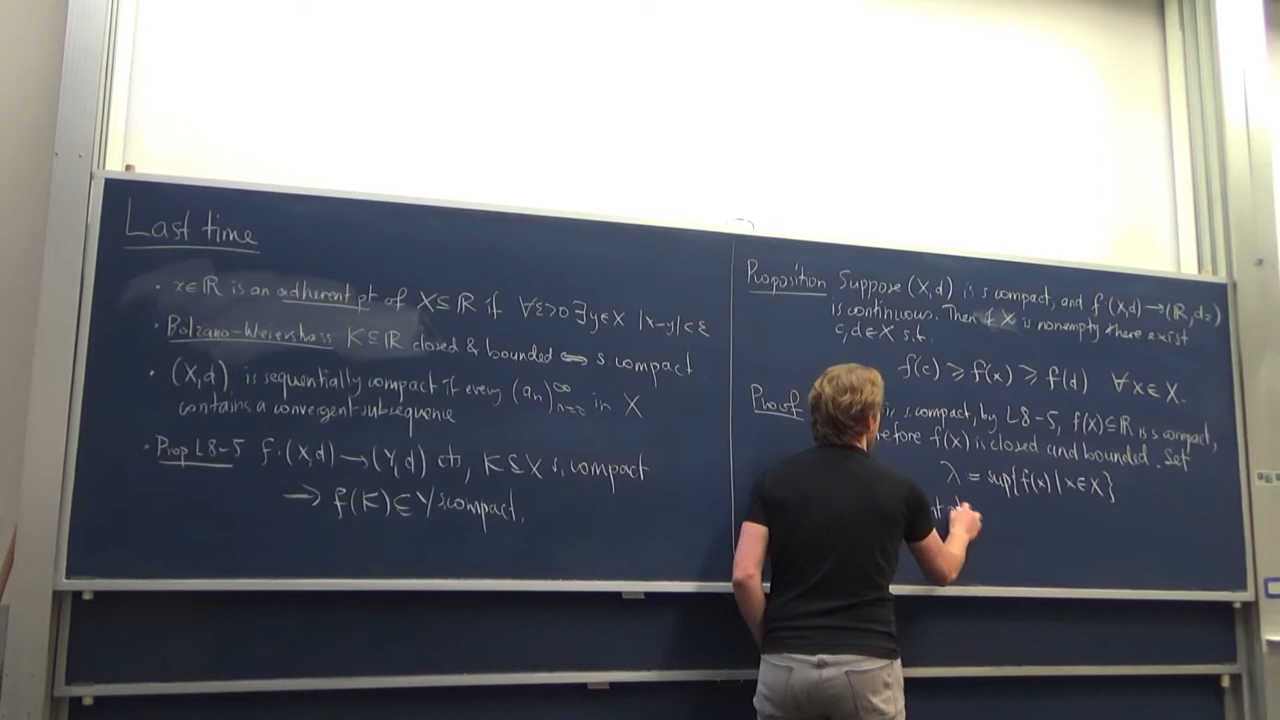 Last time
· x∈ℝ is an adherent pt of X⊆ℝ if ∀ε>0 ∃y∈X |x-y|<ε
· Bolzano-Weierstrass K⊆ℝ closed & bounded ⟺ s. compact
· (X,d) is sequentially compact if every (aₙ)ₙ₌₀^∞ in X
contains a convergent subsequence
· Prop L8-5 f:(X,d)→(Y,d) cts, K⊆X s. compact
⟶ f(K)⊆Y s. compact.
Proposition Suppose (X,d) is s compact, and f:(X,d)→(ℝ,d₂)
is continuous. Then if X is nonempty there exist
c,d∈X s.t.
f(c) ⩾ f(x) ⩾ f(d) ∀x∈X.
Proof is s. compact, by L8-5, f(X)⊆ℝ is s compact,
f(X) is closed and bounded. Set
λ = sup{f(x) | x∈X}